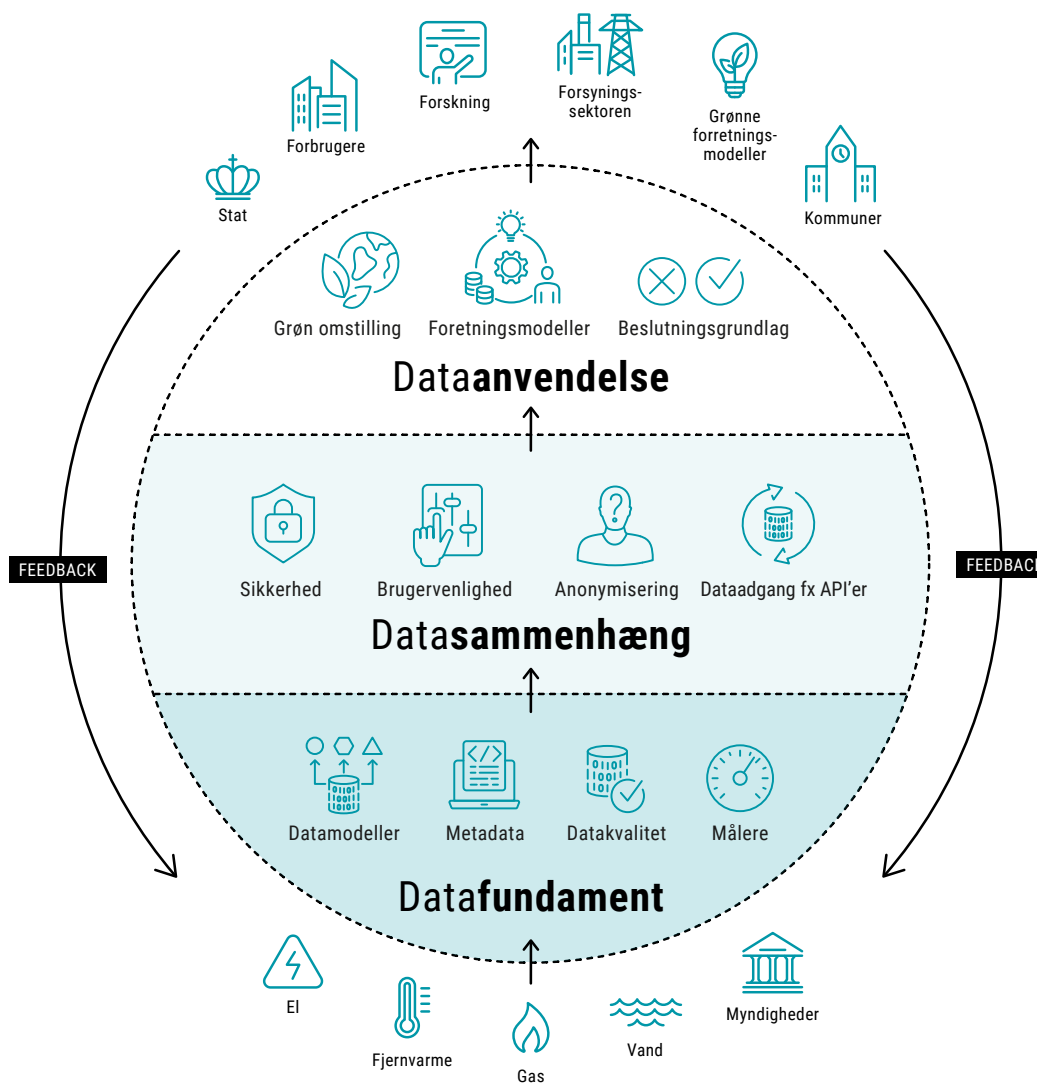 Forskning
Forsynings-
sektoren
Grønne
forretnings-
modeller
Forbrugere
Stat
Kommuner
Grøn omstilling
Foretningsmodeller
Beslutningsgrundlag
Dataanvendelse
FEEDBACK
FEEDBACK
Sikkerhed
Brugervenlighed
Anonymisering
Dataadgang fx API'er
Datasammenhæng
Datamodeller
Metadata
Datakvalitet
Målere
Datafundament
El
Fjernvarme
Gas
Vand
Myndigheder